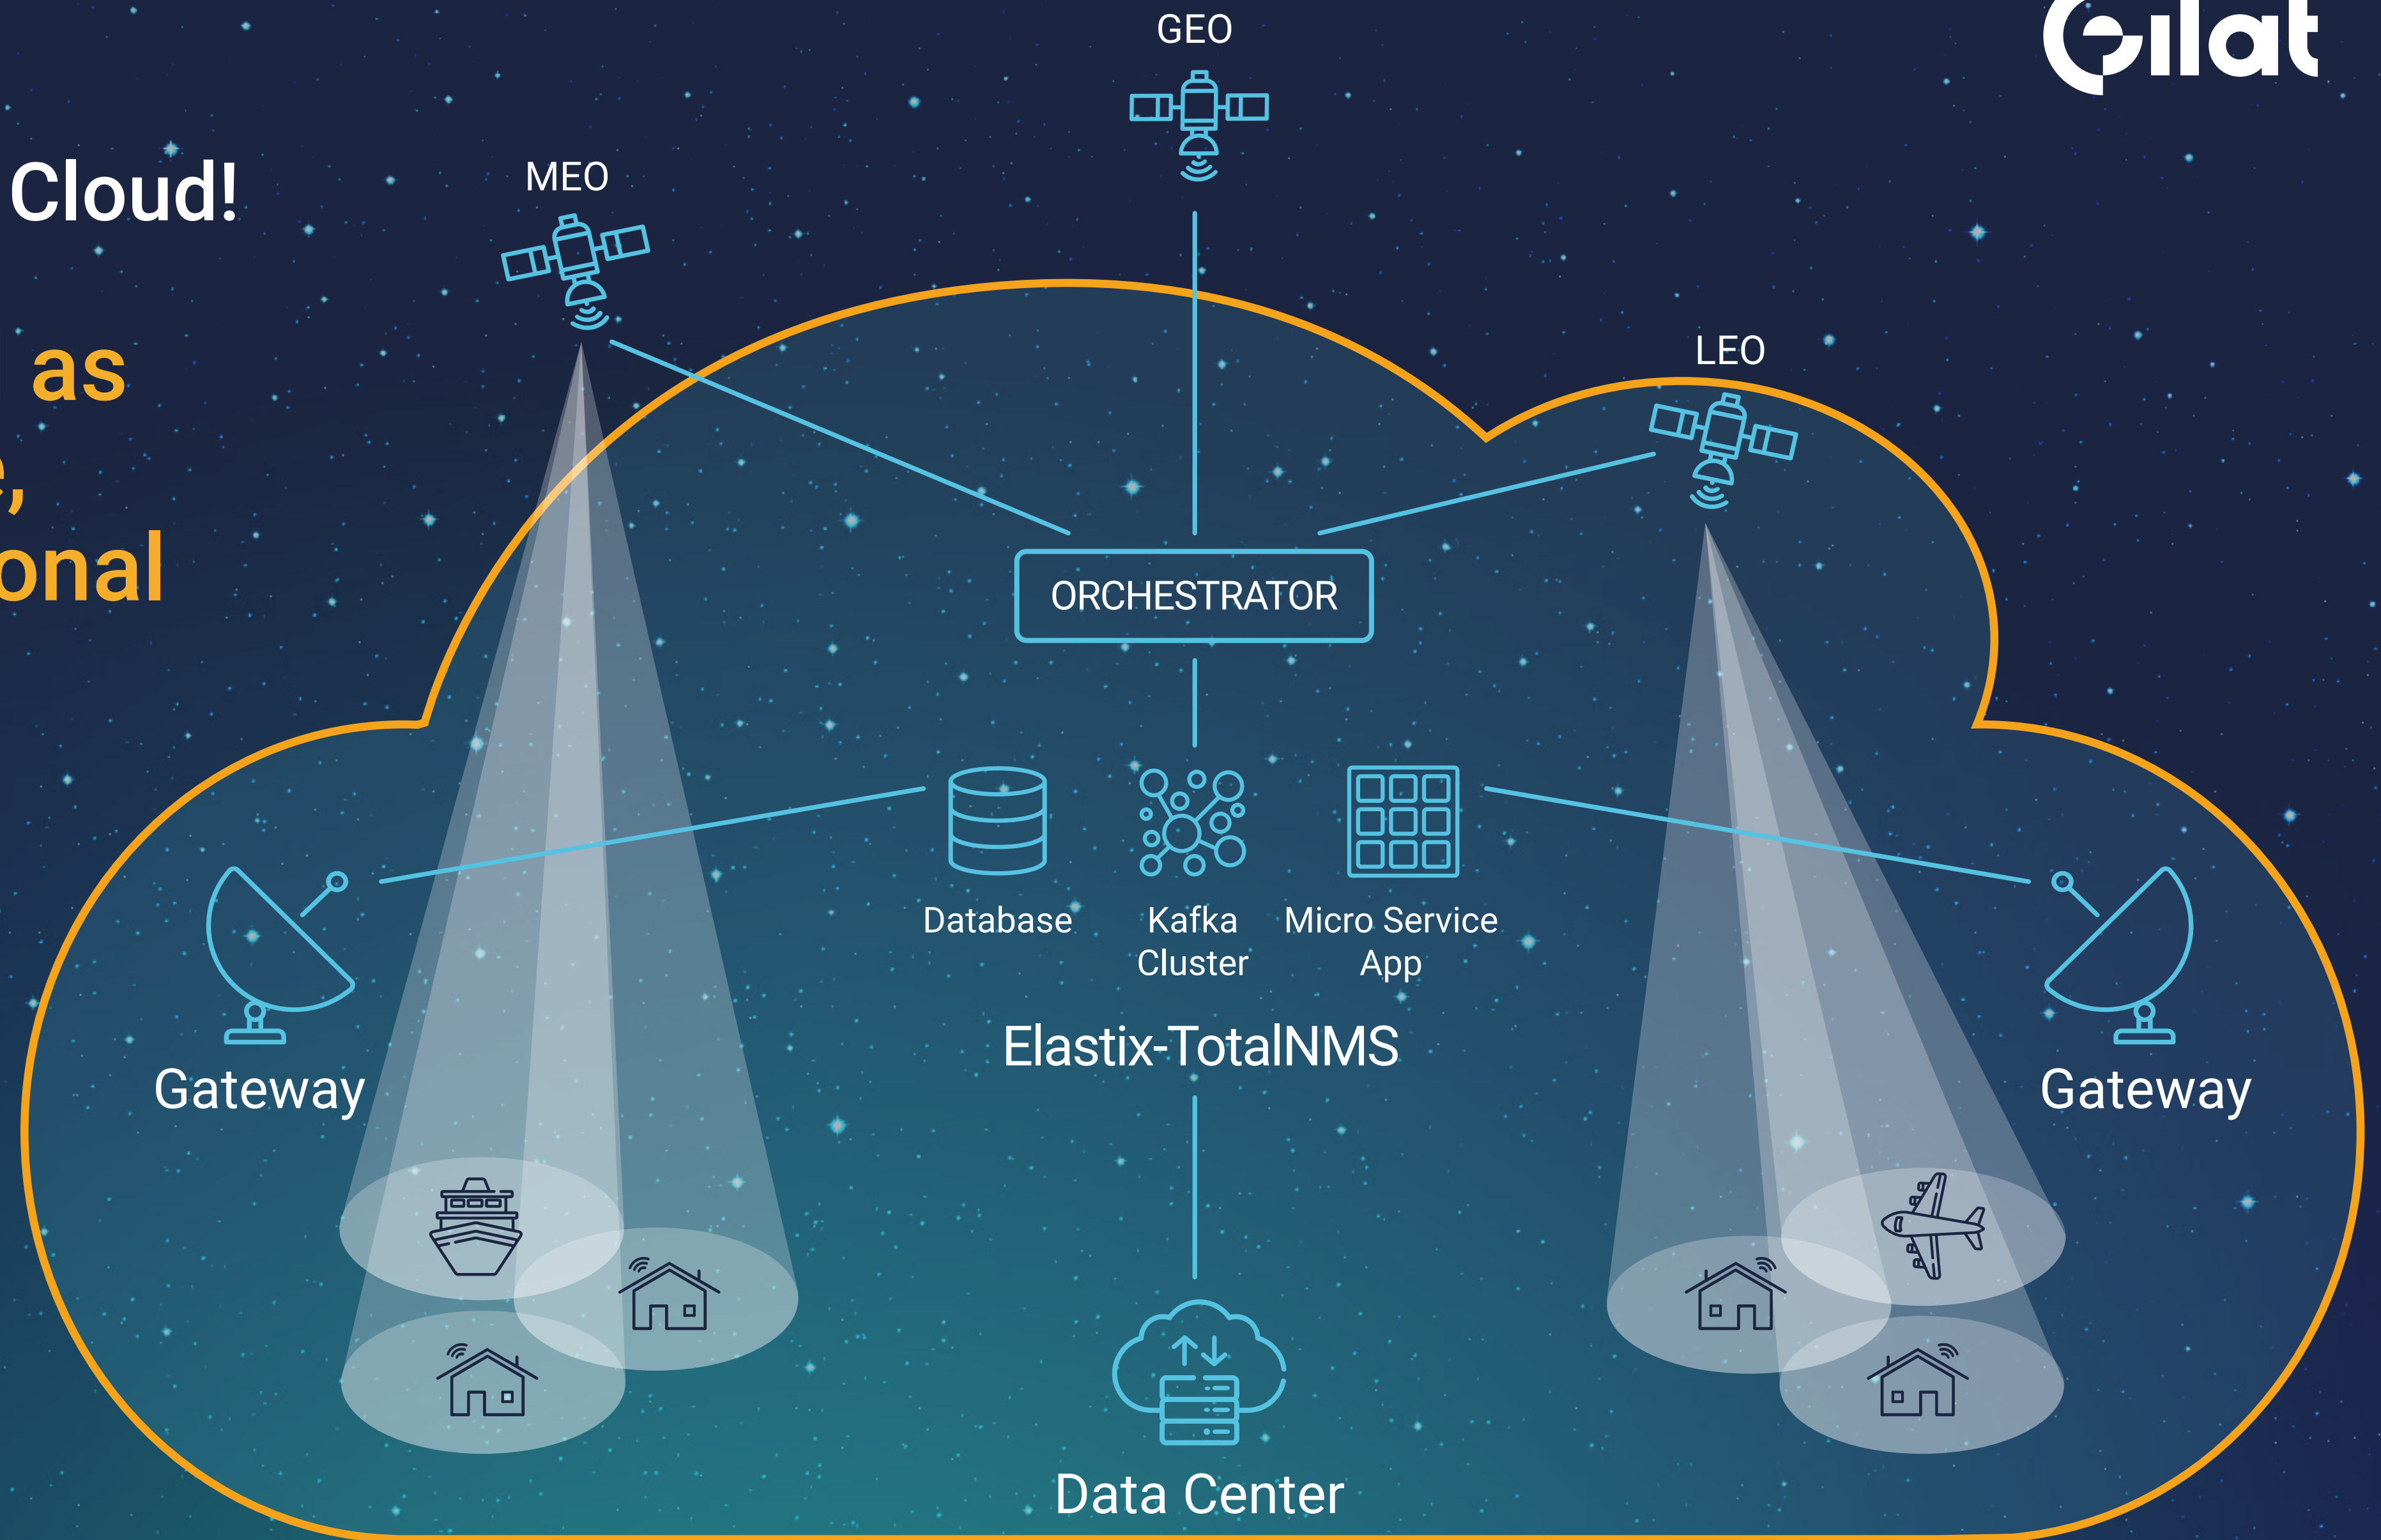 GEO
Gilat
Cloud!
MEO
as
LEO
onal
ORCHESTRATOR
Database
Kafka
Cluster
Micro Service
App
Elastix-TotalNMS
Gateway
Gateway
Data Center